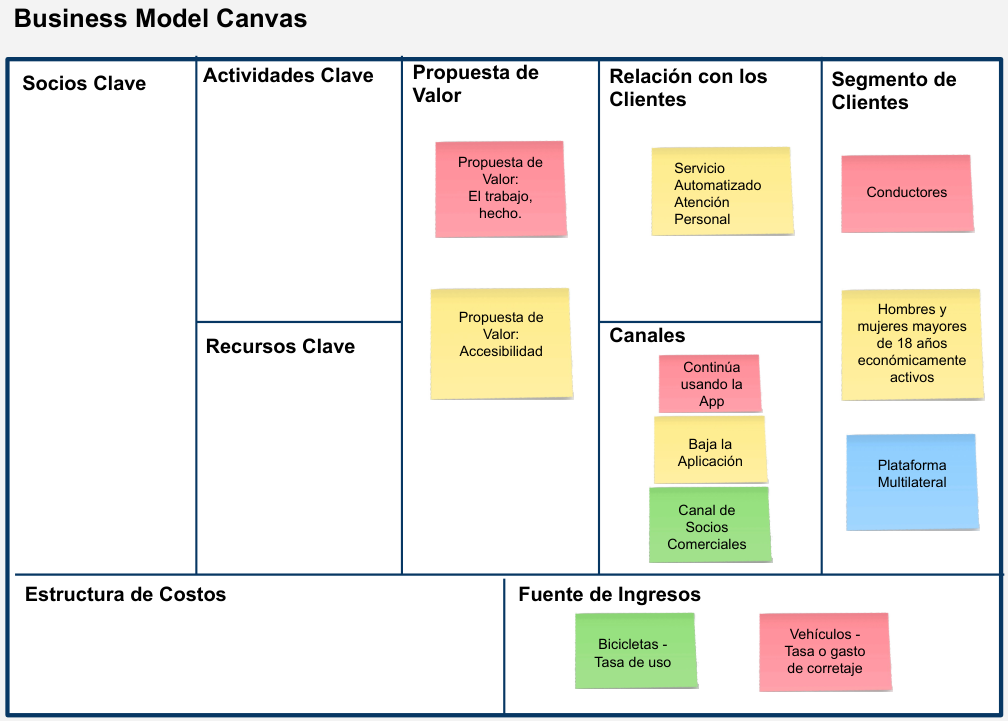 Business Model Canvas
Socios Clave
Actividades Clave
Recursos Clave
Propuesta de
Valor
Propuesta de
Valor:
El trabajo,
hecho.
Propuesta de
Valor:
Accesibilidad
Relación con los
Clientes
Servicio
Automatizado
Atención
Personal
Canales
Continúa
usando la
App
Baja la
Aplicación
Canal de
Socios
Comerciales
Segmento de
Clientes
Conductores
Hombres y
mujeres mayores
de 18 años
económicamente
activos
Plataforma
Multilateral
Estructura de Costos
Fuente de Ingresos
Bicicletas -
Tasa de uso
Vehículos -
Tasa o gasto
de corretaje